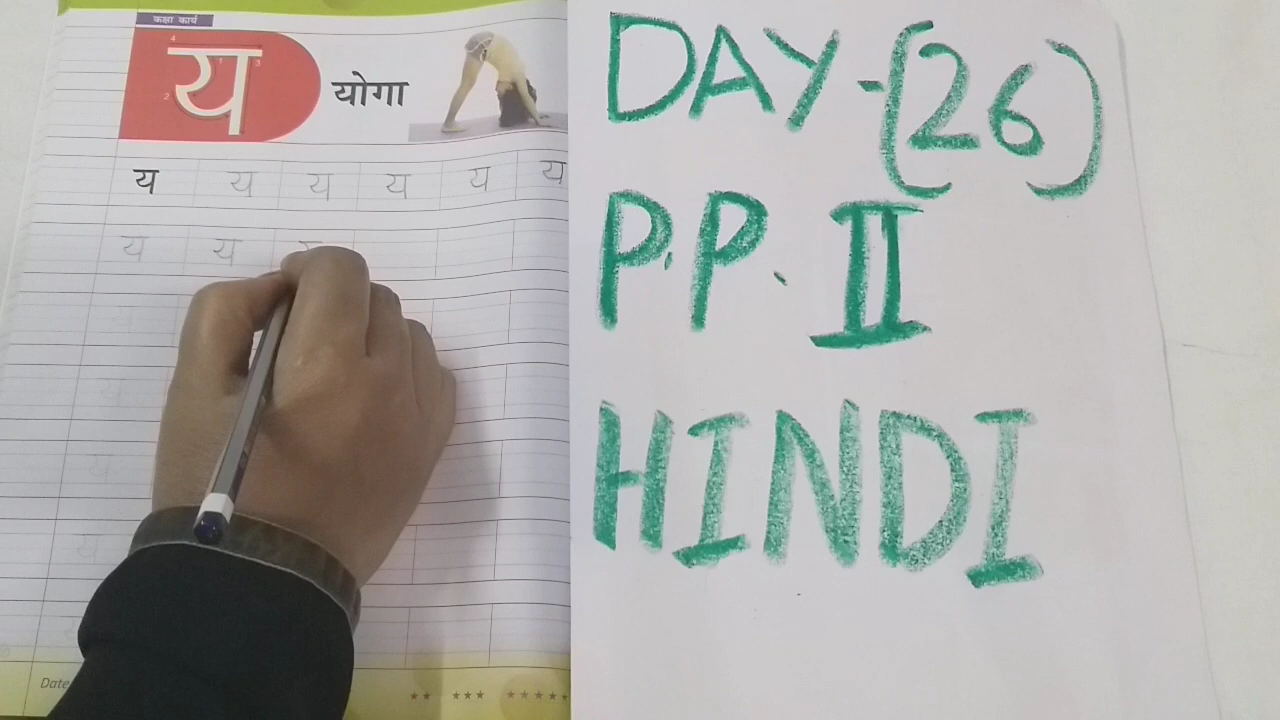 कक्षा कार्य
य योगा
य य य य य य
य य
Date
DAY-(26)
P.P. II
HINDI